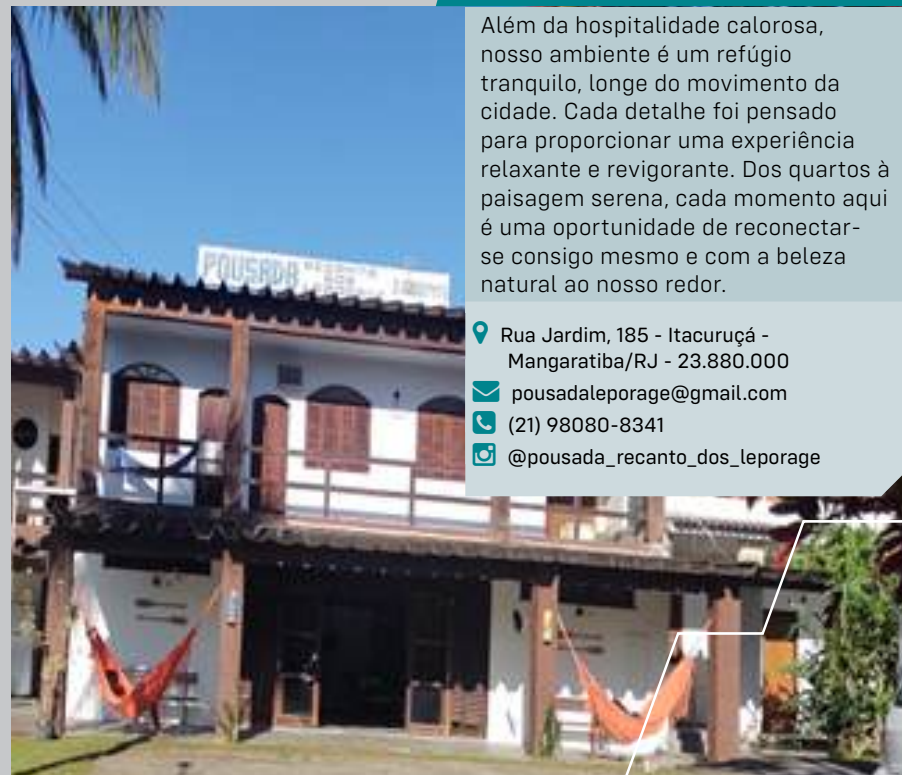 Além da hospitalidade calorosa,
nosso ambiente é um refúgio
tranquilo, longe do movimento da
cidade. Cada detalhe foi pensado
para proporcionar uma experiência
relaxante e revigorante. Dos quartos à
paisagem serena, cada momento aqui
é uma oportunidade de reconectar-
se consigo mesmo e com a beleza
natural ao nosso redor.
Rua Jardim, 185 - Itacuruçá -
Mangaratiba/RJ - 23.880.000
pousadaleporage@gmail.com
(21) 98080-8341
@pousada_recanto_dos_leporage
POUSADA